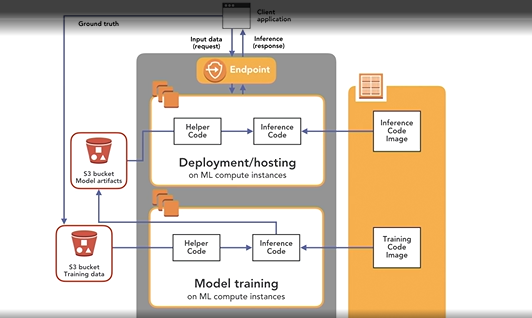 Client
application
Ground truth
Input data
(request)
Inference
(response)
Endpoint
Helper
Code
Inference
Code
Inference
Code
Image
Deployment/hosting
on ML compute instances
S3 bucket
Model artifacts
Helper
Code
Inference
Code
Training
Code
Image
S3 bucket
Training data
Model training
on ML compute instances